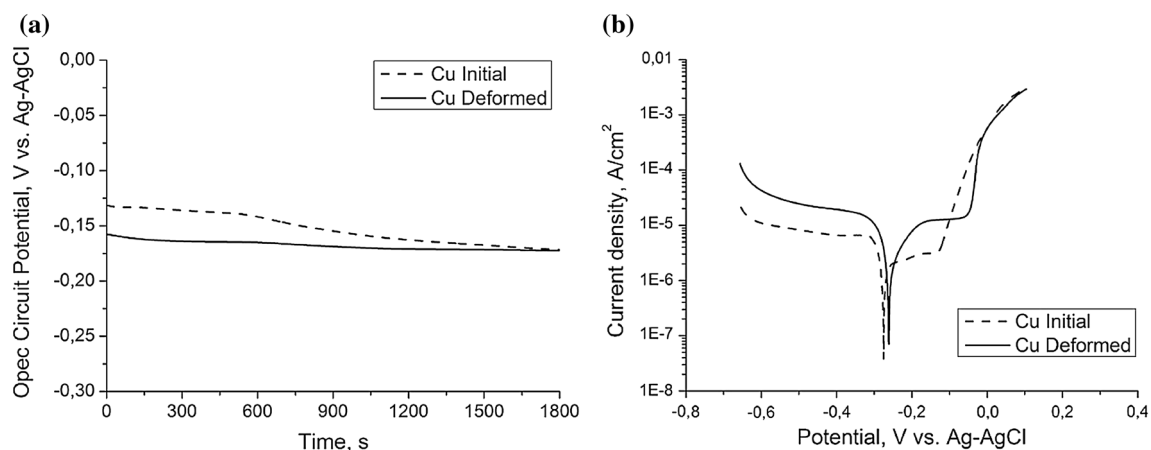 (a)
Opec Circuit Potential, V vs. Ag-AgCl
0,00
-0,05
-0,10
-0,15
-0,20
-0,25
-0,30
Cu Initial
Cu Deformed
0 300 600 900 1200 1500 1800
Time, s
(b)
Current density, A/cm²
0,01
1E-3
1E-4
1E-5
1E-6
1E-7
1E-8
Cu Initial
Cu Deformed
-0,8 -0,6 -0,4 -0,2 0,0 0,2 0,4
Potential, V vs. Ag-AgCl